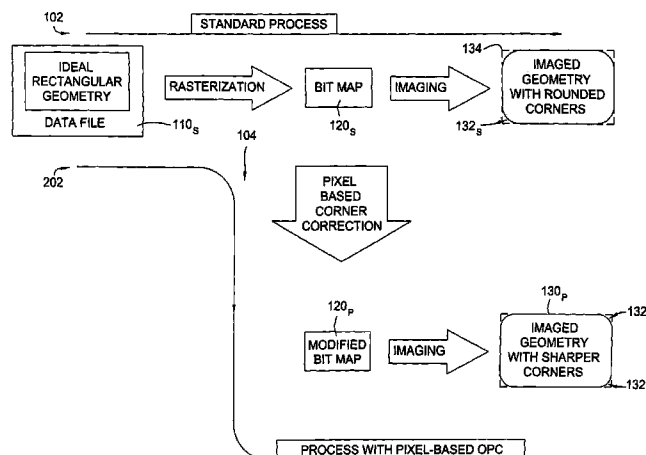 STANDARD PROCESS
102
IDEAL
RECTANGULAR
GEOMETRY
DATA FILE
110S
RASTERIZATION
BIT MAP
120S
IMAGING
134
IMAGED
GEOMETRY
WITH ROUNDED
CORNERS
132S
104
202
PIXEL
BASED
CORNER
CORRECTION
120P
MODIFIED
BIT MAP
IMAGING
130P
IMAGED
GEOMETRY
WITH SHARPER
CORNERS
132
132
PROCESS WITH PIXEL-BASED OPC